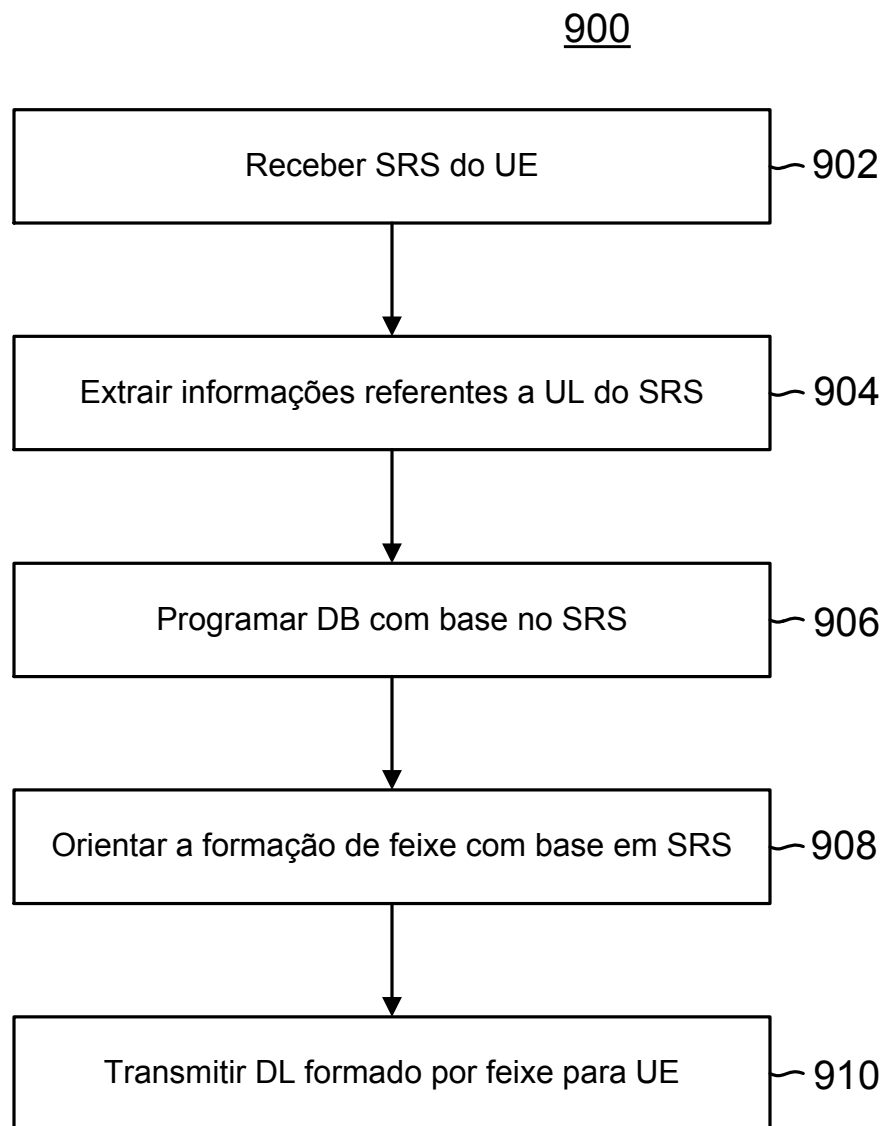 900
Receber SRS do UE
902
Extrair informações referentes a UL do SRS
904
Programar DB com base no SRS
906
Orientar a formação de feixe com base em SRS
908
Transmitir DL formado por feixe para UE
910